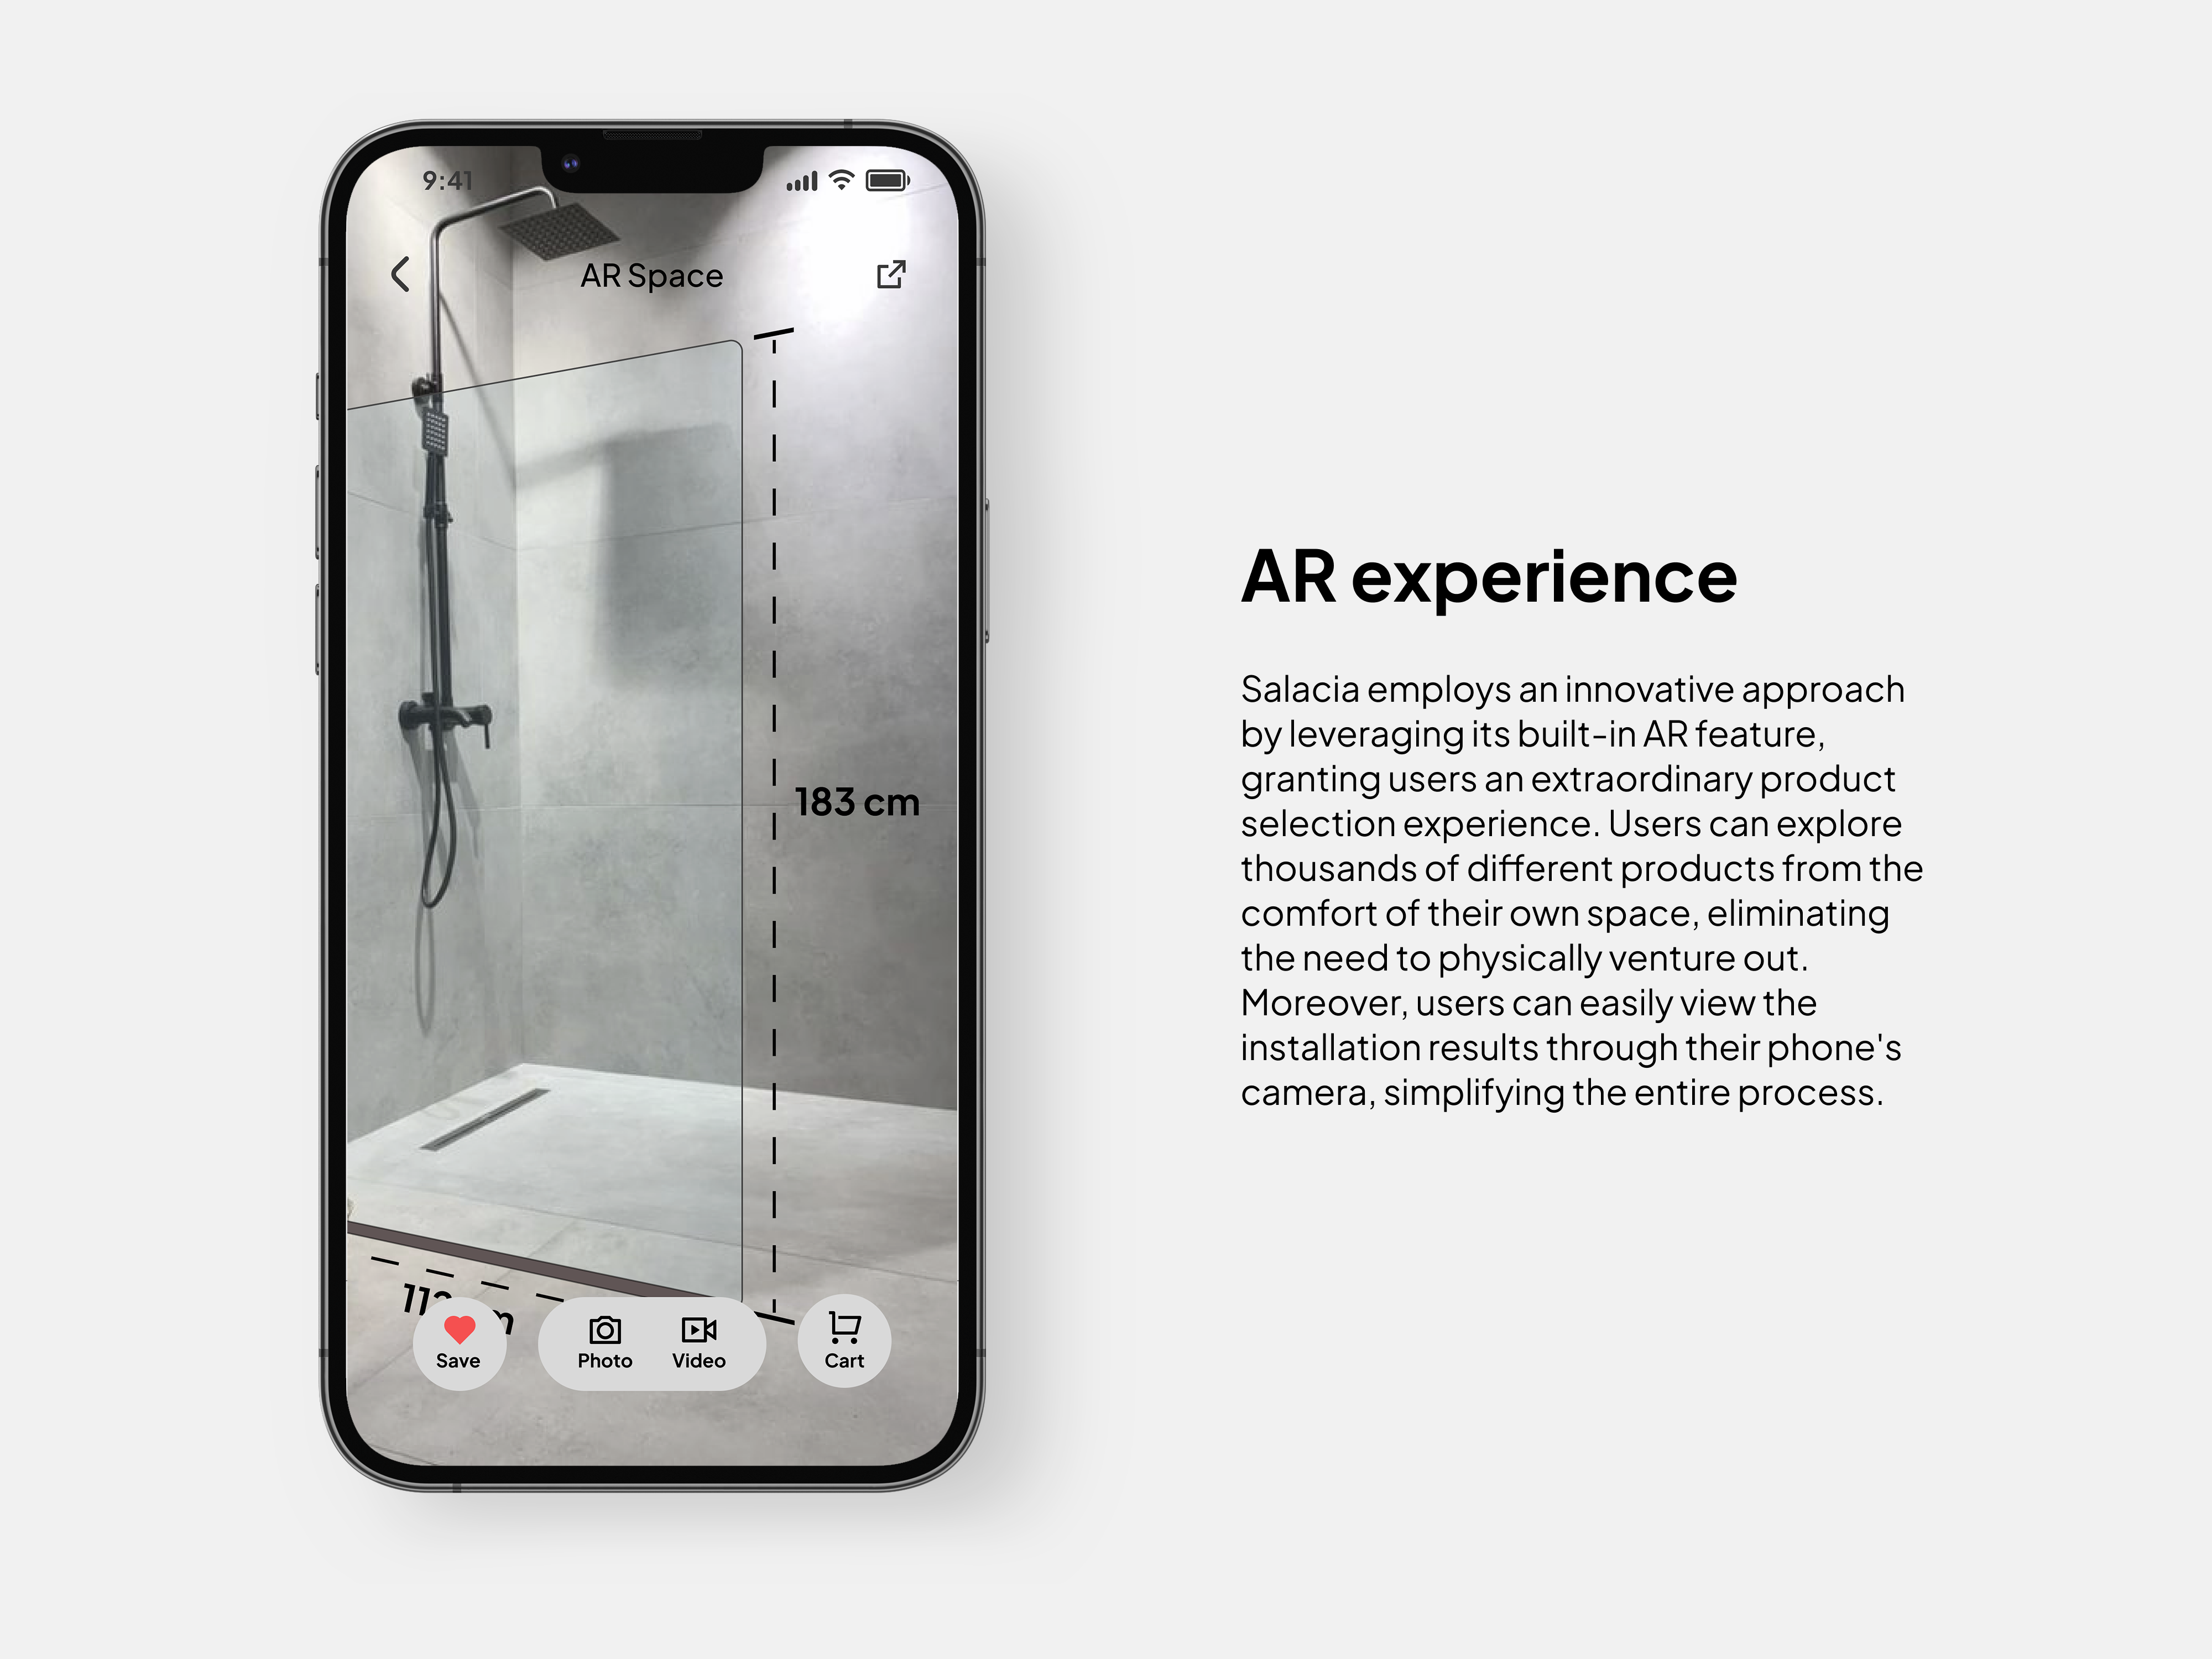 9:41
AR Space
183 cm
Save
Photo
Video
Cart
AR experience
Salacia employs an innovative approach
by leveraging its built-in AR feature,
granting users an extraordinary product
selection experience. Users can explore
thousands of different products from the
comfort of their own space, eliminating
the need to physically venture out.
Moreover, users can easily view the
installation results through their phone's
camera, simplifying the entire process.